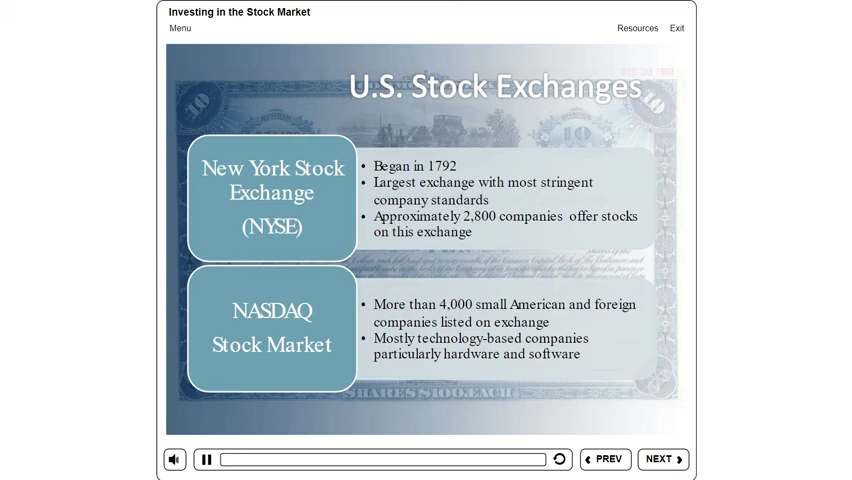 Investing in the Stock Market
Menu
Resources
Exit
U.S. Stock Exchanges
New York Stock
Exchange
(NYSE)
• Began in 1792
• Largest exchange with most stringent
company standards
• Approximately 2,800 companies offer stocks
on this exchange
NASDAQ
Stock Market
• More than 4,000 small American and foreign
companies listed on exchange
• Mostly technology-based companies
particularly hardware and software
10
10
10
SHARES $100 EACH
PREV
NEXT